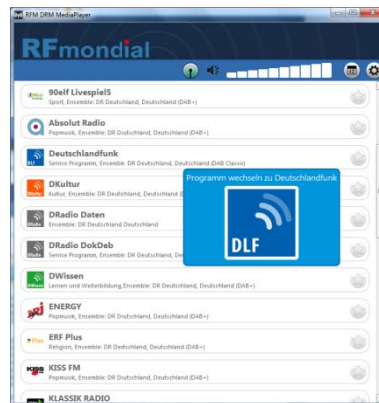 RFM DRM MediaPlayer
RFmondial
90elf Livespiel5
Sport, Ensemble: DR Deutschland, Deutschland (DAB+)
Absolut Radio
Popmusik, Ensemble: DR Deutschland, Deutschland (DAB+)
Deutschlandfunk
Service Programm, Ensemble: DR Deutschland, Deutschland (DAB Classic)
Programm wechseln zu Deutschlandfunk
DLF
DKultur
Kultur, Ensemble: DR Deutschland, Deutschland
DRadio Daten
Ensemble: DR Deutschland, Deutschland
DRadio DokDeb
Service Programm, Ensemble: DR Deutschland,
DWissen
Lernen und Weiterbildung, Ensemble: DR Deutschland, Deutschland (DAB+)
ENERGY
Popmusik, Ensemble: DR Deutschland, Deutschland (DAB+)
ERF Plus
Religion, Ensemble: DR Deutschland, Deutschland (DAB+)
KISS FM
Popmusik, Ensemble: DR Deutschland, Deutschland (DAB+)
KLASSIK RADIO